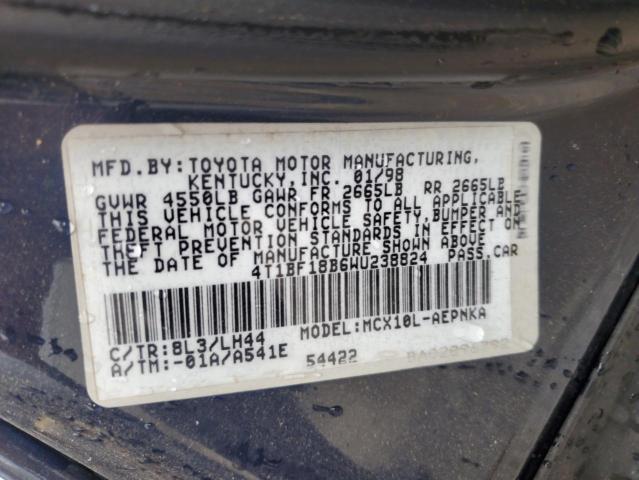 MFD.BY:TOYOTA MOTOR MANUFACTURING,
KENTUCKY,INC. 01/98
GVWR 4550LB GAWR FR 2665LB RR 2665LB
THIS VEHICLE CONFORMS TO ALL APPLICABLE
FEDERAL MOTOR VEHICLE SAFETY,BUMPER AND
THEFT PREVENTION STANDARDS IN EFFECT ON
THE DATE OF MANUFACTURE SHOWN ABOVE
4T1BF18B6WU238824 PASS.CAR
C/TR:8L3/LH44 MODEL:MCX10L-AEPNKA
A/TM:-01A/A541E 54422